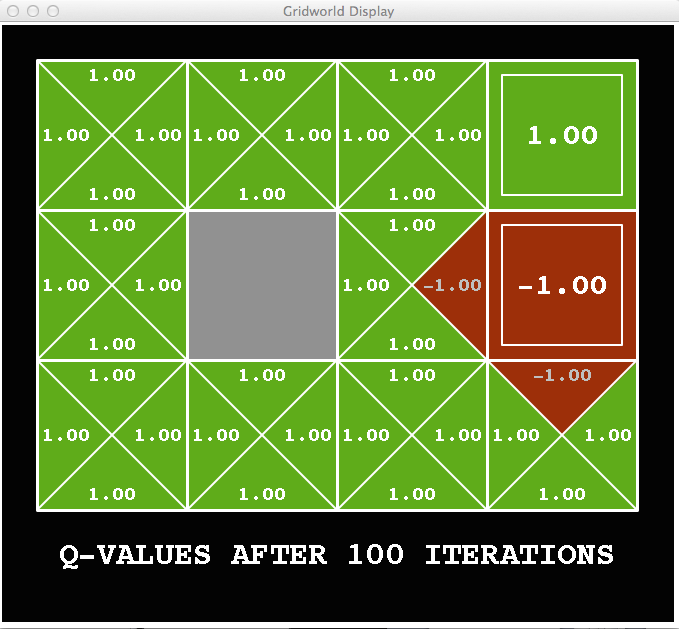 Gridworld Display
1.00 1.00 1.00
1.00 1.00 1.00 1.00 1.00 1.00 1.00
1.00 1.00 1.00
1.00 1.00
1.00 1.00 1.00 -1.00 -1.00
1.00 1.00
1.00 1.00 1.00 -1.00
1.00 1.00 1.00 1.00 1.00 1.00 1.00 1.00
1.00 1.00 1.00 1.00
Q-VALUES AFTER 100 ITERATIONS